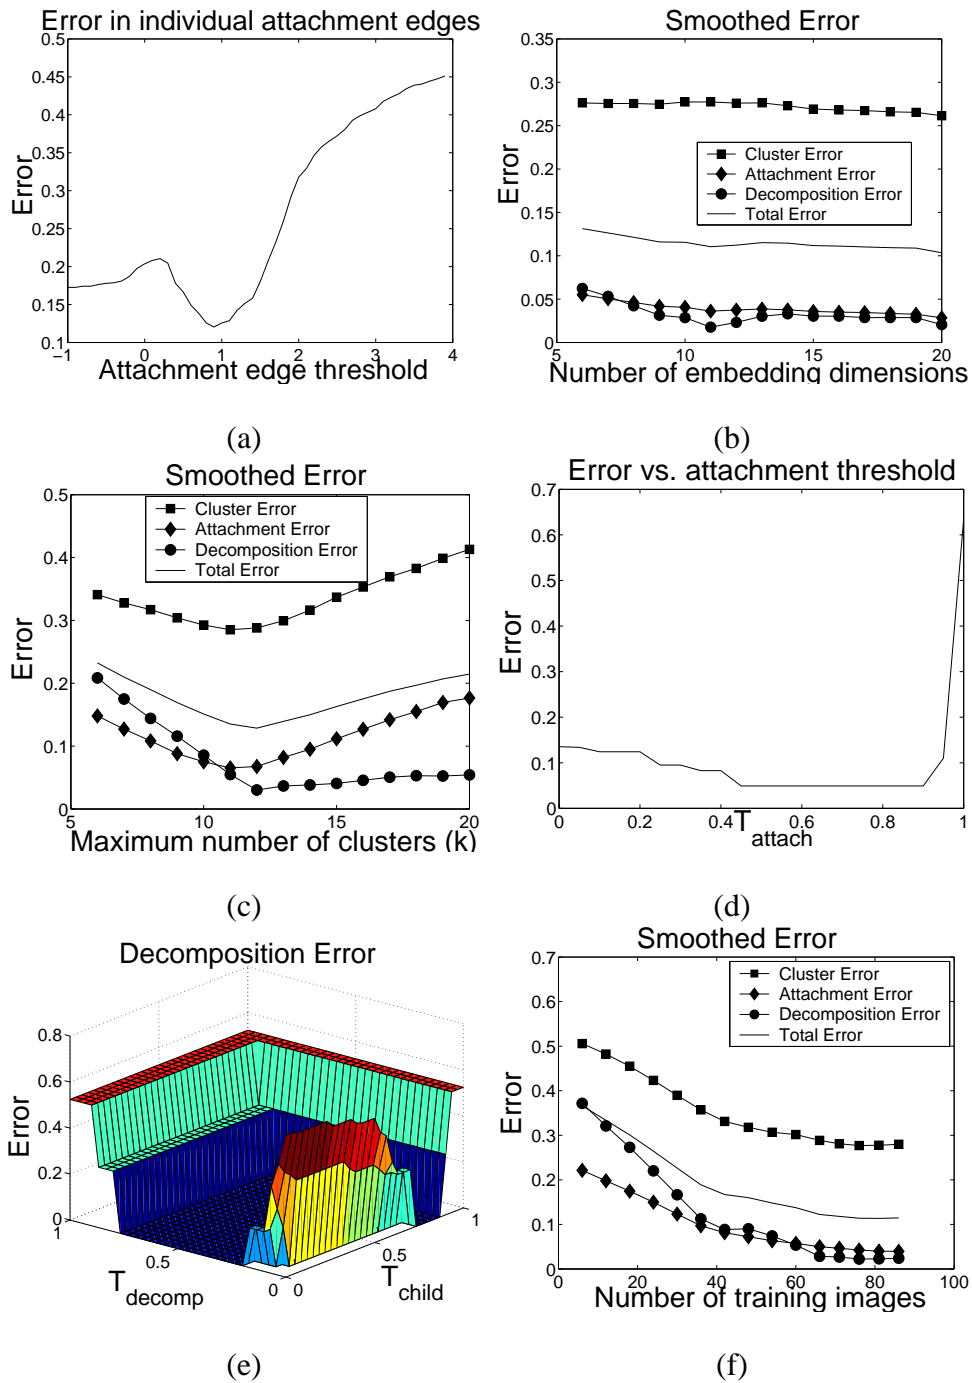 Error in individual attachment edges
0.5
0.45
0.4
0.35
0.3
0.25
0.2
0.15
0.1
Error
−1 0 1 2 3 4
Attachment edge threshold
(a)
Smoothed Error
0.35
0.3
0.25
0.2
0.15
0.1
0.05
0
Error
Cluster Error
Attachment Error
Decomposition Error
Total Error
5 10 15 20
Number of embedding dimensions
(b)
Smoothed Error
0.5
0.4
0.3
0.2
0.1
0
Error
Cluster Error
Attachment Error
Decomposition Error
Total Error
5 10 15 20
Maximum number of clusters (k)
(c)
Error vs. attachment threshold
0.7
0.6
0.5
0.4
0.3
0.2
0.1
0
Error
0 0.2 0.4 0.6 0.8 1
T attach
(d)
Decomposition Error
0.8
0.6
0.4
0.2
0
Error
1 0.5 0
T decomp
0 0.5 1
T child
(e)
Smoothed Error
0.7
0.6
0.5
0.4
0.3
0.2
0.1
0
Error
Cluster Error
Attachment Error
Decomposition Error
Total Error
0 20 40 60 80 100
Number of training images
(f)